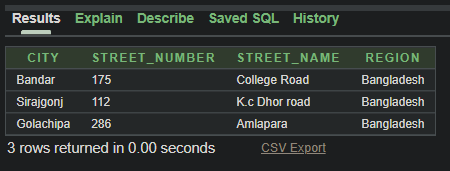 Results Explain Describe Saved SQL History
CITY STREET_NUMBER STREET_NAME REGION
Bandar 175 College Road Bangladesh
Sirajgonj 112 K.c Dhor road Bangladesh
Golachipa 286 Amlapara Bangladesh
3 rows returned in 0.00 seconds CSV Export